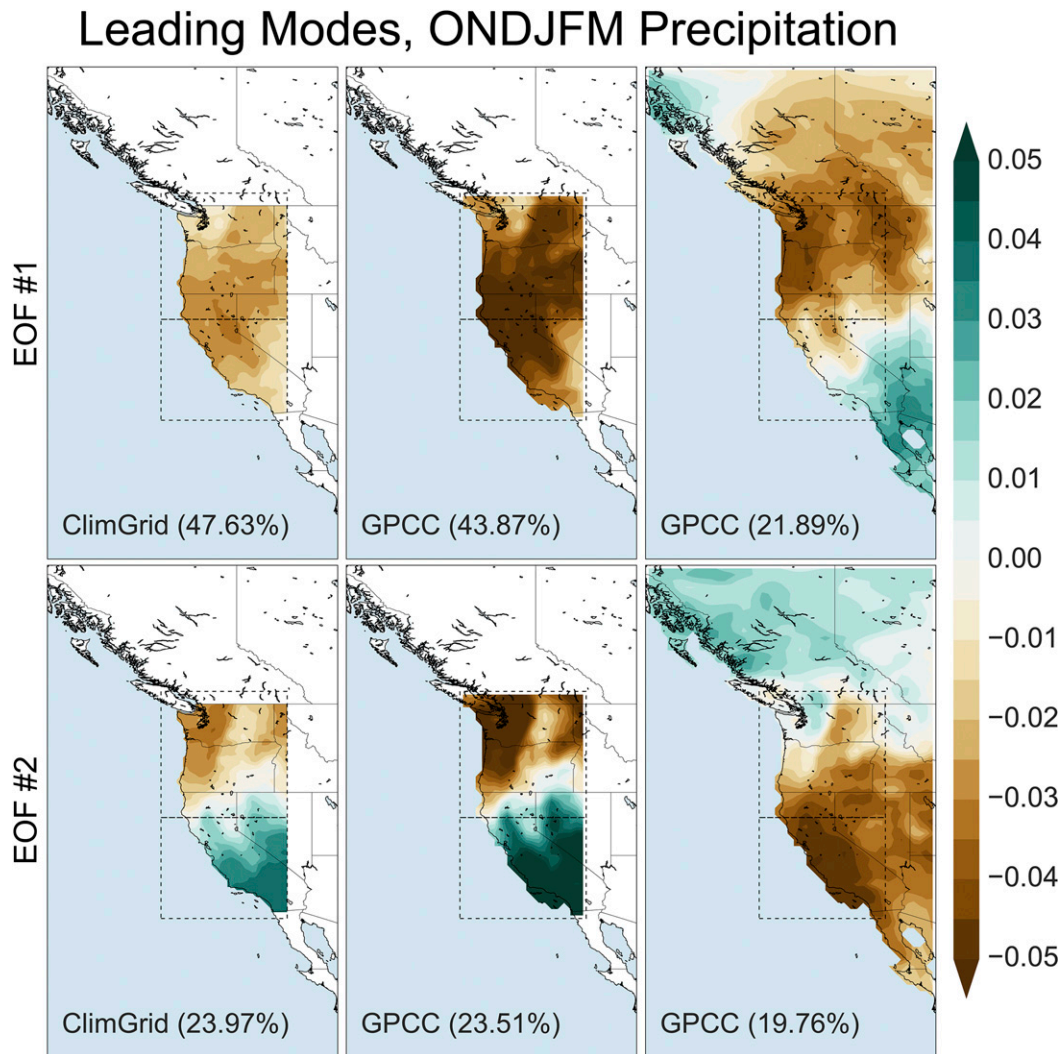 Leading Modes, ONDJFM Precipitation
EOF #1
ClimGrid (47.63%)
GPCC (43.87%)
GPCC (21.89%)
EOF #2
ClimGrid (23.97%)
GPCC (23.51%)
GPCC (19.76%)
0.05
0.04
0.03
0.02
0.01
0.00
−0.01
−0.02
−0.03
−0.04
−0.05